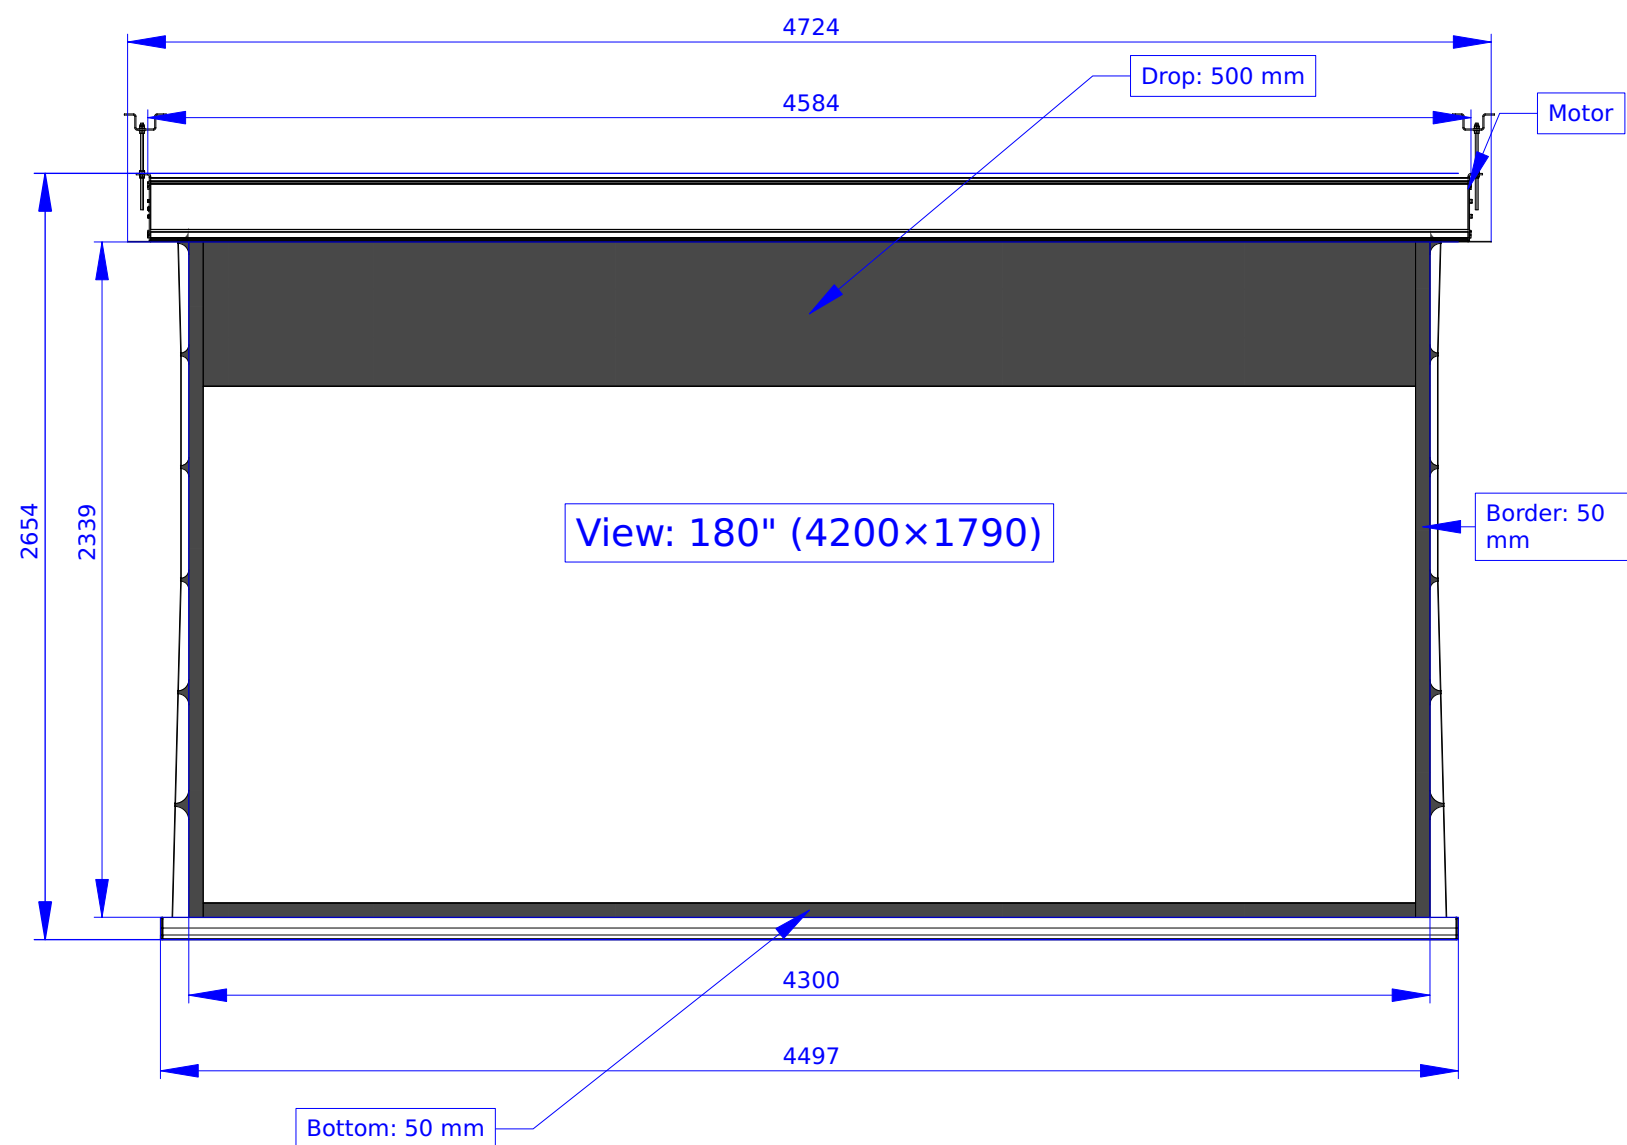 4724
Drop: 500 mm
4584
Motor
2654
2339
View: 180" (4200×1790)
Border: 50
mm
4300
4497
Bottom: 50 mm